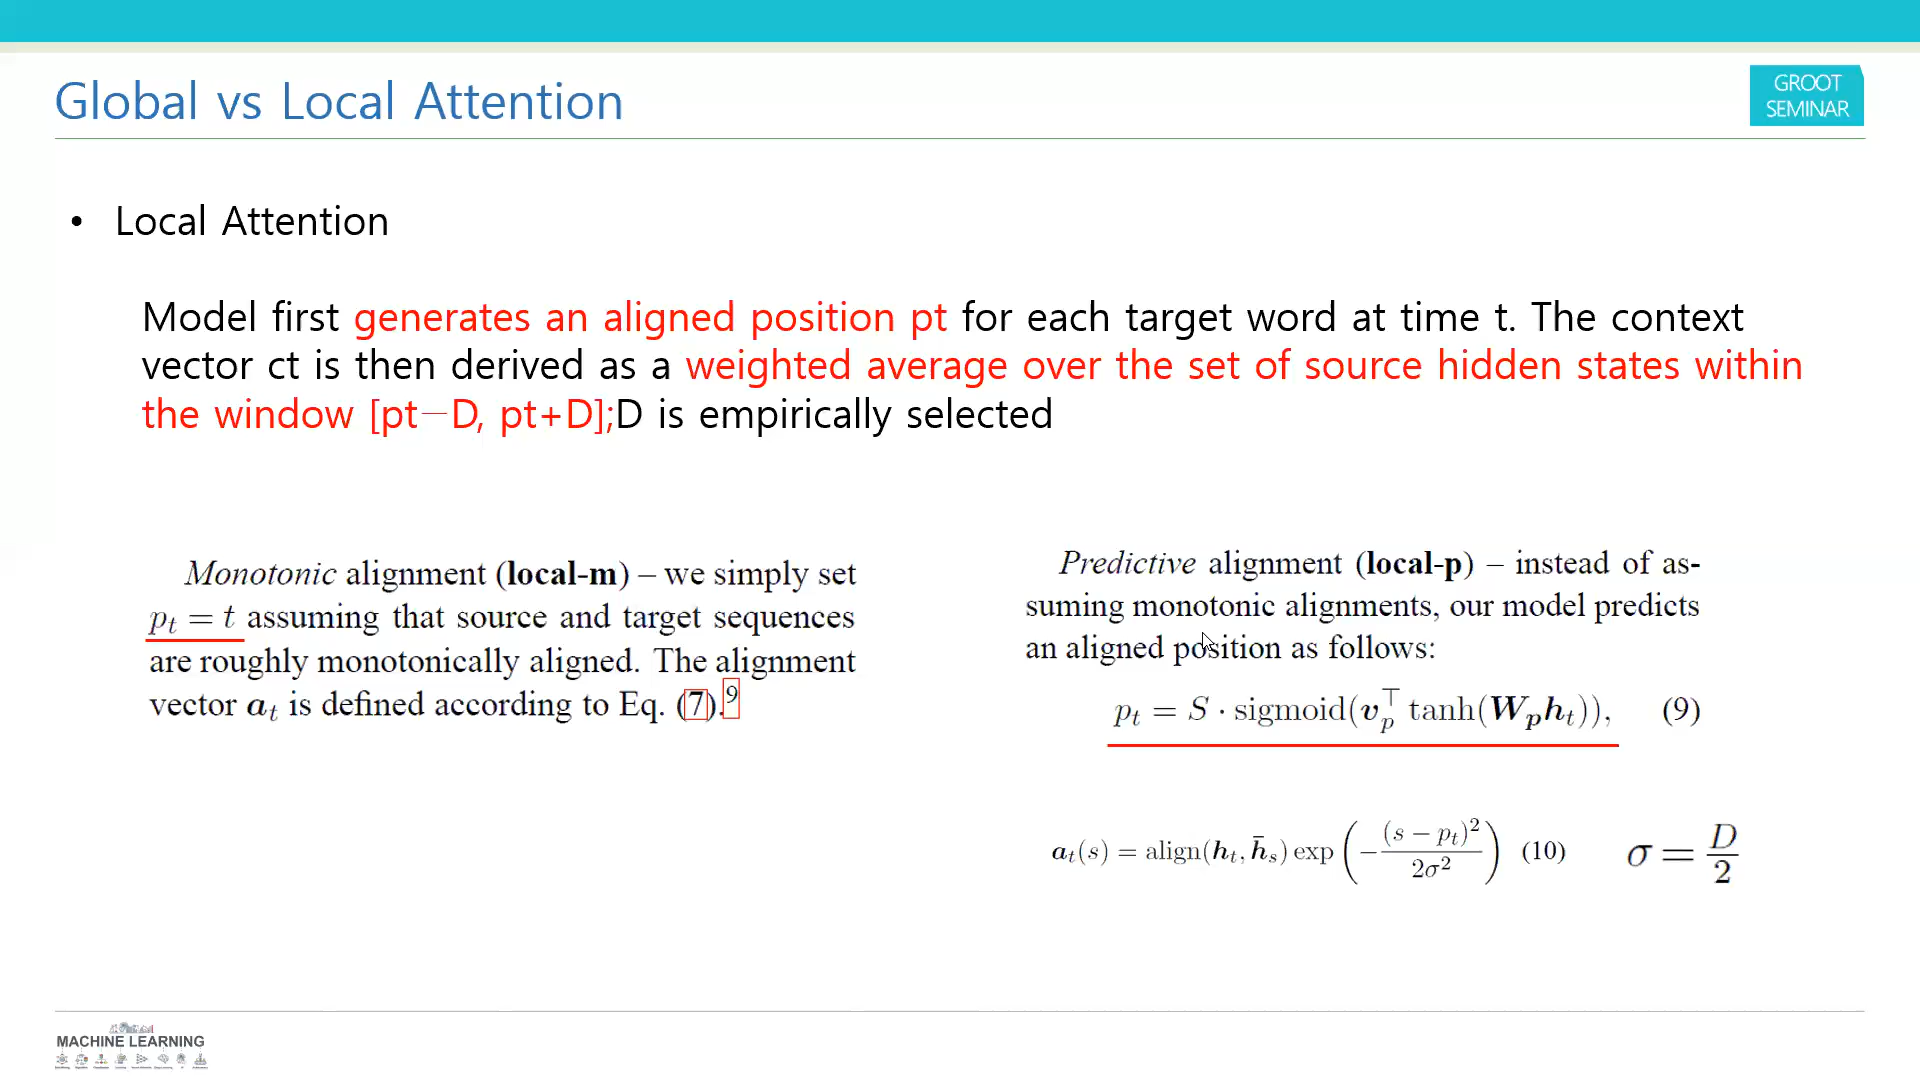 Global vs Local Attention
GROOT
SEMINAR
• Local Attention
Model first generates an aligned position pt for each target word at time t. The context
vector ct is then derived as a weighted average over the set of source hidden states within
the window [pt−D, pt+D];D is empirically selected
Monotonic alignment (local-m) – we simply set
pₜ = t assuming that source and target sequences
are roughly monotonically aligned. The alignment
vector aₜ is defined according to Eq. (7).⁹
Predictive alignment (local-p) – instead of as-
suming monotonic alignments, our model predicts
an aligned position as follows:
pₜ = S · sigmoid(vₚ⊤ tanh(Wₚhₜ)), (9)
aₜ(s) = align(hₜ, h̄ₛ) exp(−(s − pₜ)²/2σ²) (10)
σ = D/2
MACHINE LEARNING